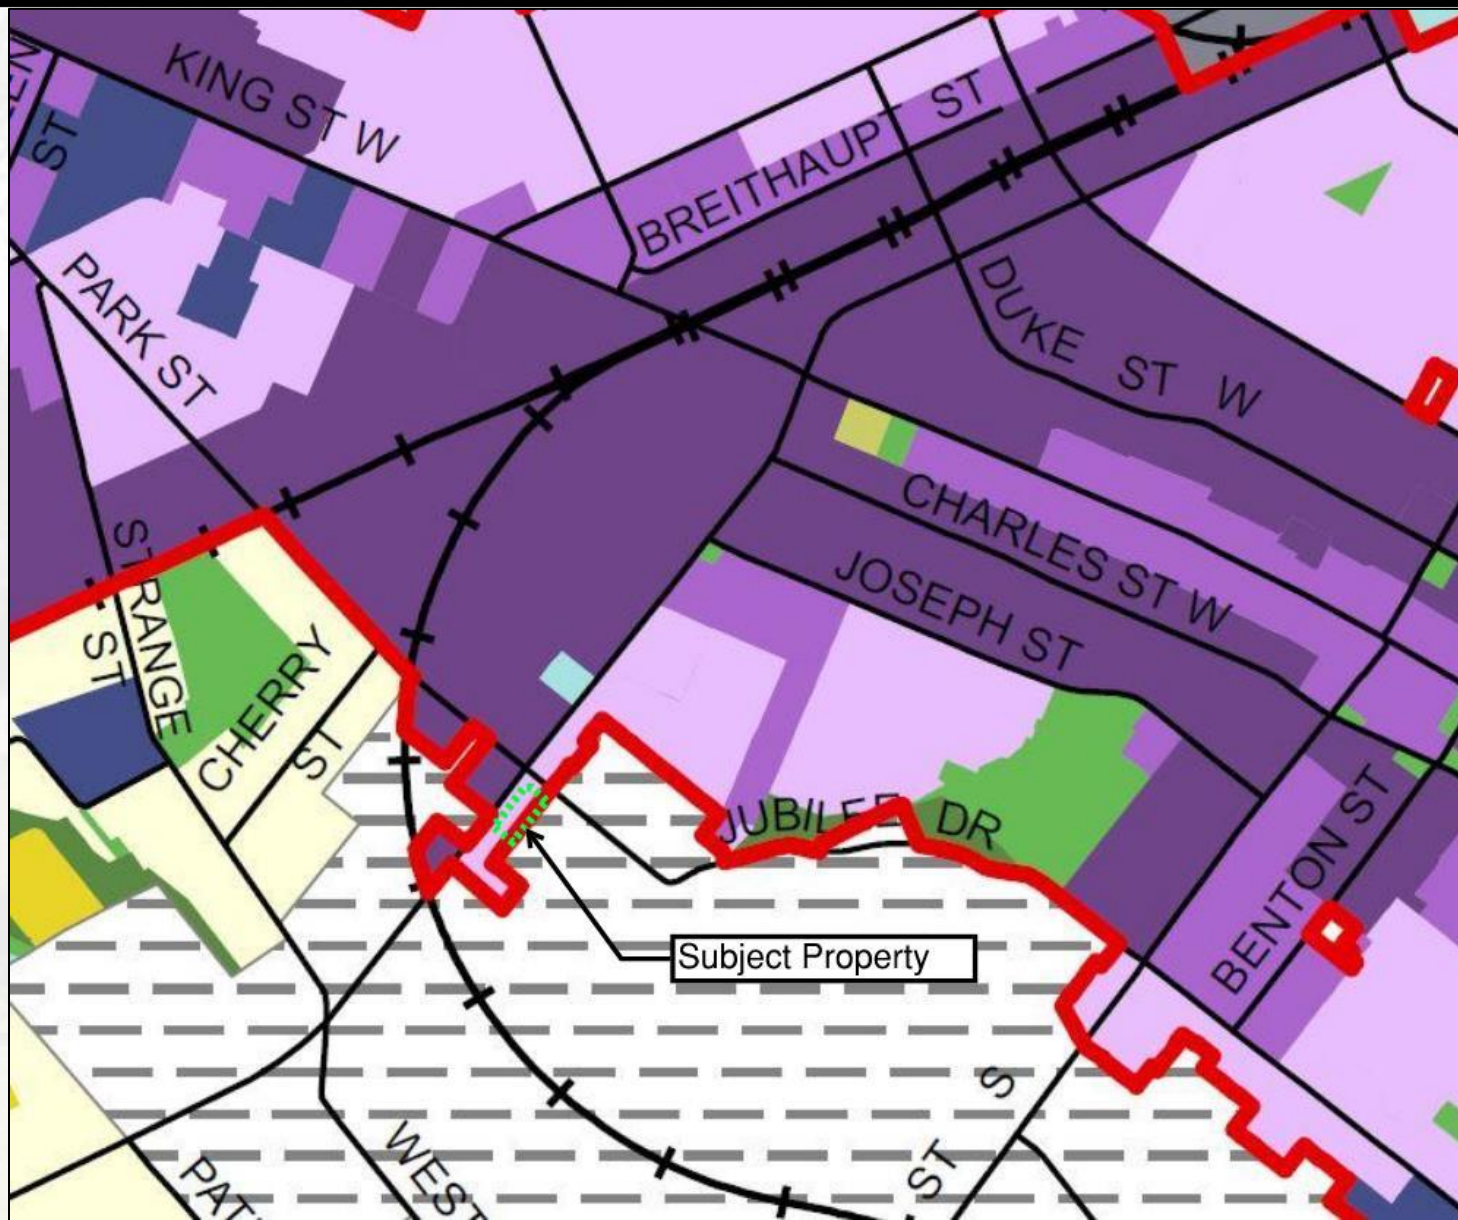 KING ST W
ST
BREITHAUPT ST
PARK ST
DUKE ST W
CHARLES ST W
JOSEPH ST
STRANGE
ST
CHERRY
ST
JUBILEE DR
BENTON ST
Subject Property
ST S
WEST